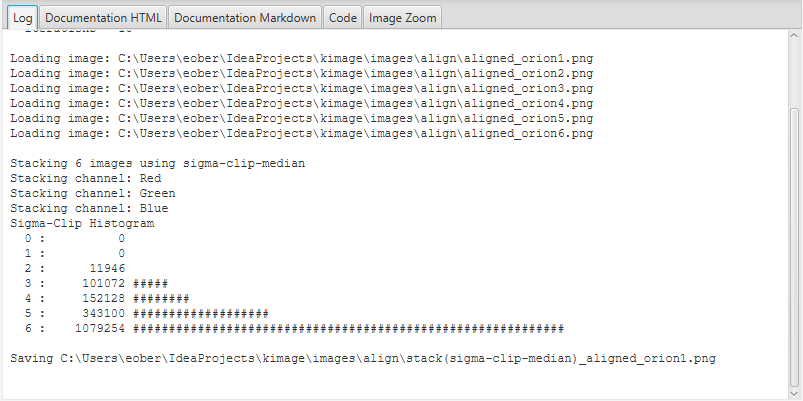 Log Documentation HTML Documentation Markdown Code Image Zoom
Loading image: C:\Users\eober\IdeaProjects\kimage\images\align\aligned_orion1.png
Loading image: C:\Users\eober\IdeaProjects\kimage\images\align\aligned_orion2.png
Loading image: C:\Users\eober\IdeaProjects\kimage\images\align\aligned_orion3.png
Loading image: C:\Users\eober\IdeaProjects\kimage\images\align\aligned_orion4.png
Loading image: C:\Users\eober\IdeaProjects\kimage\images\align\aligned_orion5.png
Loading image: C:\Users\eober\IdeaProjects\kimage\images\align\aligned_orion6.png
Stacking 6 images using sigma-clip-median
Stacking channel: Red
Stacking channel: Green
Stacking channel: Blue
Sigma-Clip Histogram
0 : 0
1 : 0
2 : 11946
3 : 101072 #####
4 : 152128 ########
5 : 343100 ###################
6 : 1079254 ############################################################
Saving C:\Users\eober\IdeaProjects\kimage\images\align\stack(sigma-clip-median)_aligned_orion1.png